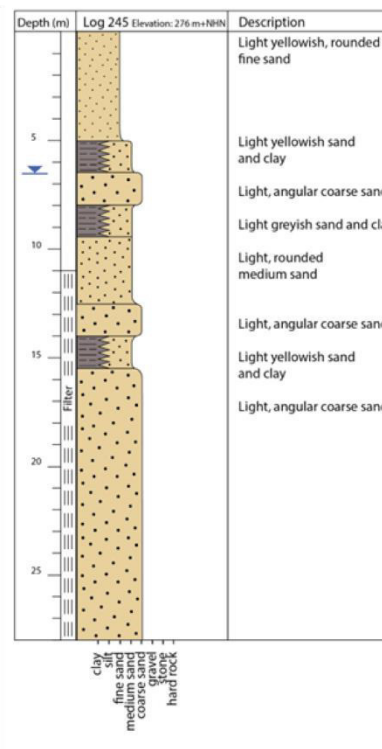 Depth (m) Log 245 Elevation: 276 m+NHN Description
Light yellowish, rounded
fine sand
5
Light yellowish sand
and clay
Light, angular coarse sand
Light greyish sand and cla
10
Light, rounded
medium sand
Light, angular coarse sand
15
Light yellowish sand
and clay
Filter
Light, angular coarse sand
20
25
clay
silt
fine sand
medium sand
coarse sand
gravel
stone
hard rock